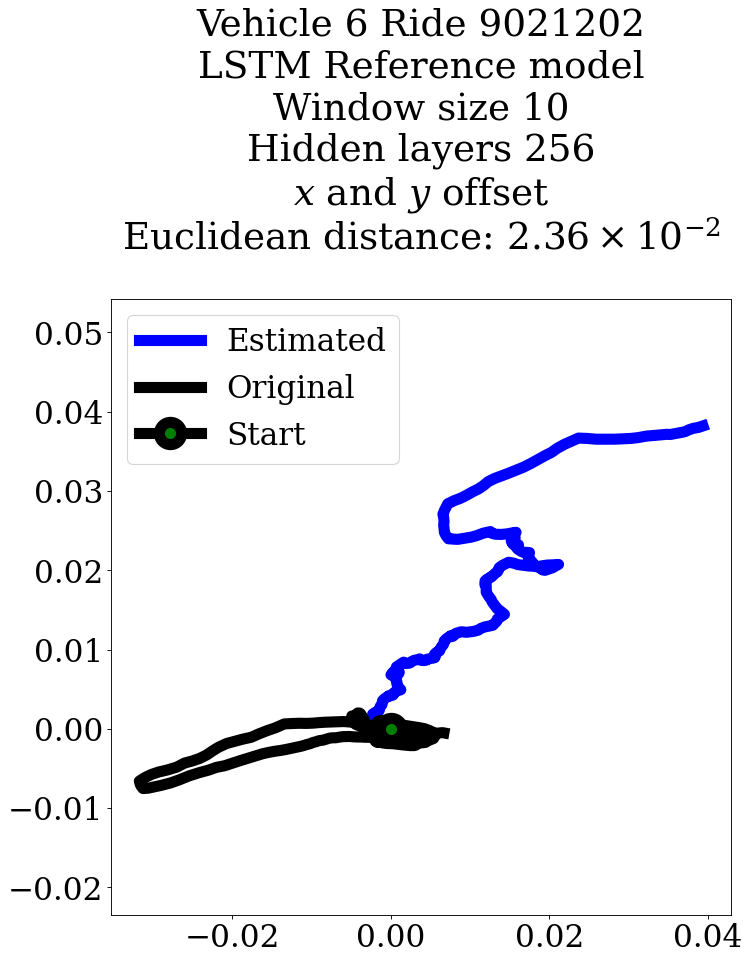 Vehicle 6 Ride 9021202
LSTM Reference model
Window size 10
Hidden layers 256
x and y offset
Euclidean distance: 2.36 × 10⁻²
Estimated
Original
Start
0.05
0.04
0.03
0.02
0.01
0.00
−0.01
−0.02
−0.02 0.00 0.02 0.04